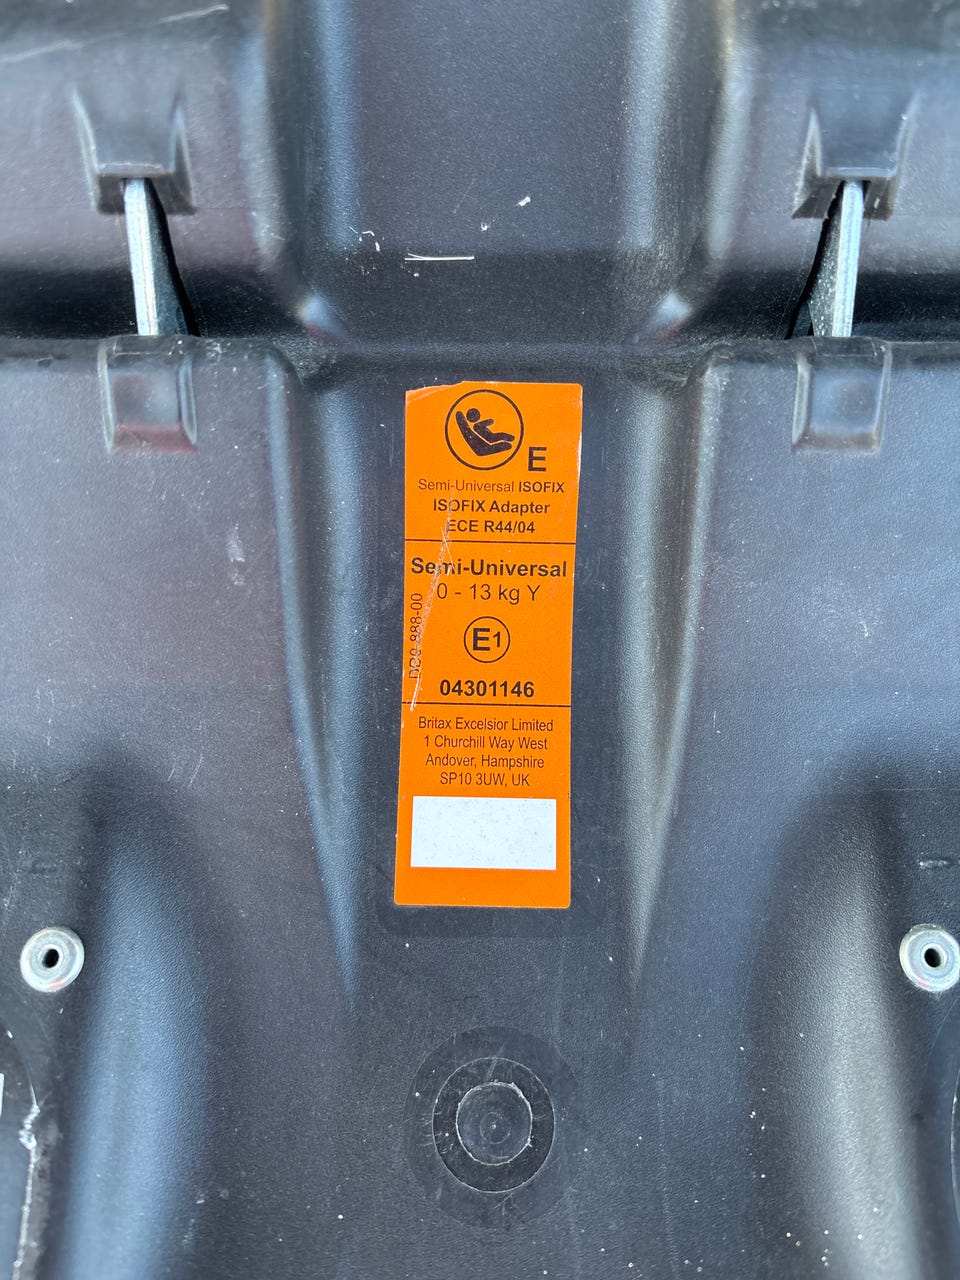 E
Semi-Universal ISOFIX
ISOFIX Adapter
ECE R44/04
Semi-Universal
0 - 13 kg Y
E1
04301146
Britax Excelsior Limited
1 Churchill Way West
Andover, Hampshire
SP10 3UW, UK